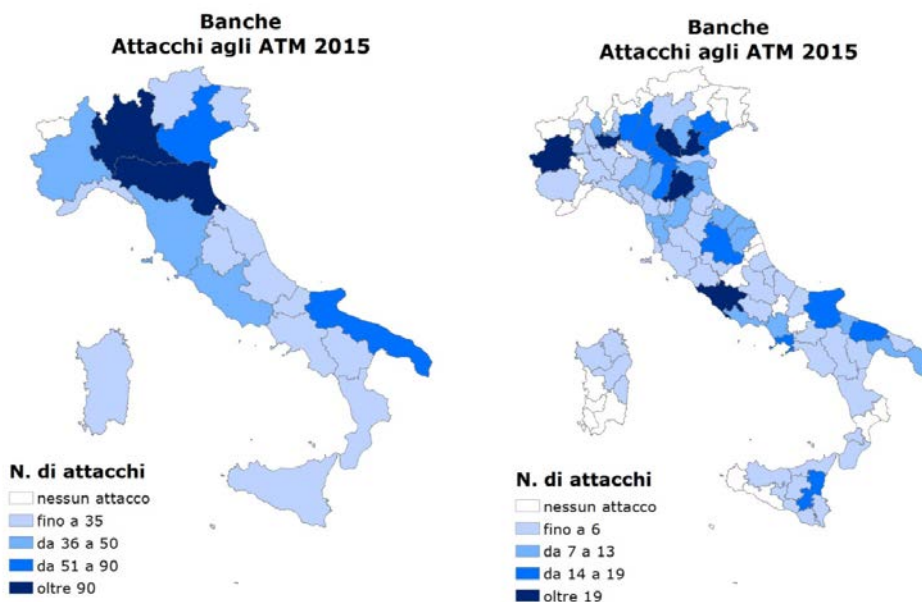 Banche
Attacchi agli ATM 2015
N. di attacchi
nessun attacco
fino a 35
da 36 a 50
da 51 a 90
oltre 90
Banche
Attacchi agli ATM 2015
N. di attacchi
nessun attacco
fino a 6
da 7 a 13
da 14 a 19
oltre 19